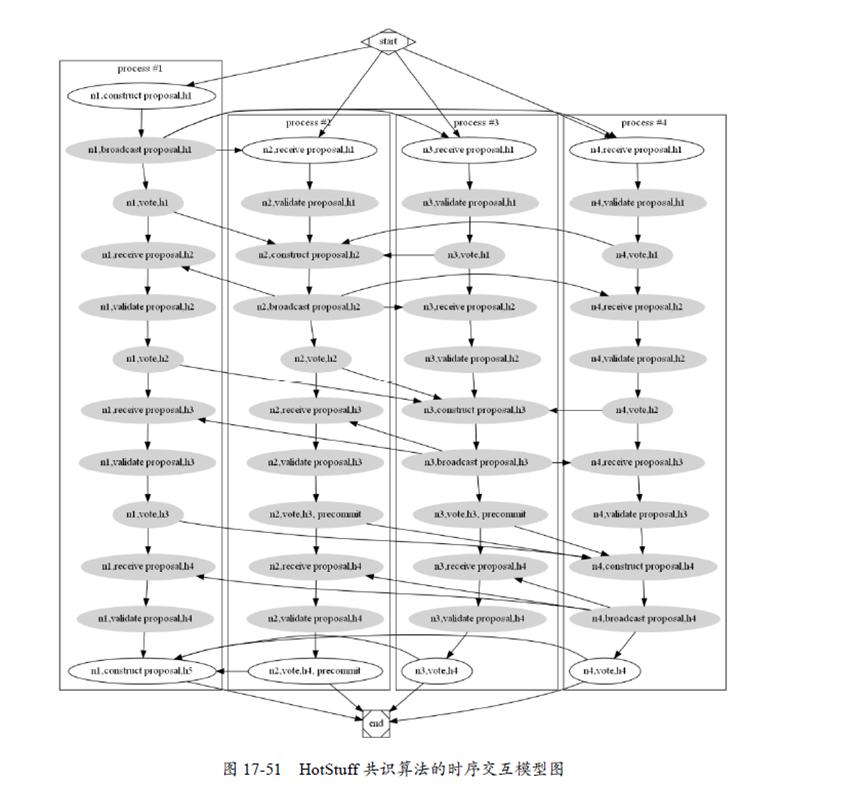 start
process #1
n1,construct proposal,h1
n1,broadcast proposal,h1
n1,vote,h1
n1,receive proposal,h2
n1,validate proposal,h2
n1,vote,h2
n1,receive proposal,h3
n1,validate proposal,h3
n1,vote,h3
n1,receive proposal,h4
n1,validate proposal,h4
n1,construct proposal,h5
process #2
n2,receive proposal,h1
n2,validate proposal,h1
n2,construct proposal,h2
n2,broadcast proposal,h2
n2,vote,h2
n2,receive proposal,h3
n2,validate proposal,h3
n2,vote,h3, precommit
n2,receive proposal,h4
n2,validate proposal,h4
n2,vote,h4, precommit
process #3
n3,receive proposal,h1
n3,validate proposal,h1
n3,vote,h1
n3,receive proposal,h2
n3,validate proposal,h2
n3,construct proposal,h3
n3,broadcast proposal,h3
n3,vote,h3, precommit
n3,receive proposal,h4
n3,validate proposal,h4
n3,vote,h4
process #4
n4,receive proposal,h1
n4,validate proposal,h1
n4,vote,h1
n4,receive proposal,h2
n4,validate proposal,h2
n4,vote,h2
n4,receive proposal,h3
n4,validate proposal,h3
n4,construct proposal,h4
n4,broadcast proposal,h4
n4,vote,h4
end
图 17-51 HotStuff 共识算法的时序交互模型图